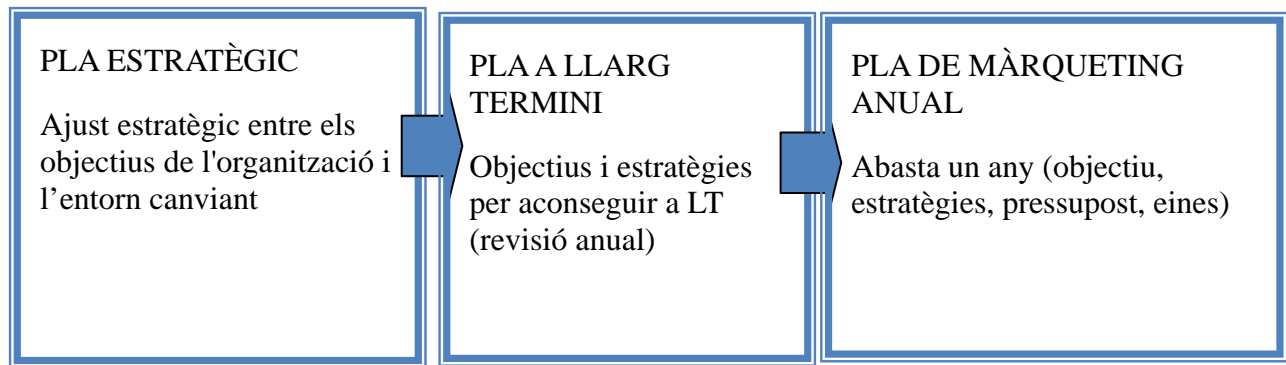 PLA ESTRATÈGIC
Ajust estratègic entre els
objectius de l'organització i
l’entorn canviant
PLA A LLARG
TERMINI
Objectius i estratègies
per aconseguir a LT
(revisió anual)
PLA DE MÀRQUETING
ANUAL
Abasta un any (objectiu,
estratègies, pressupost, eines)